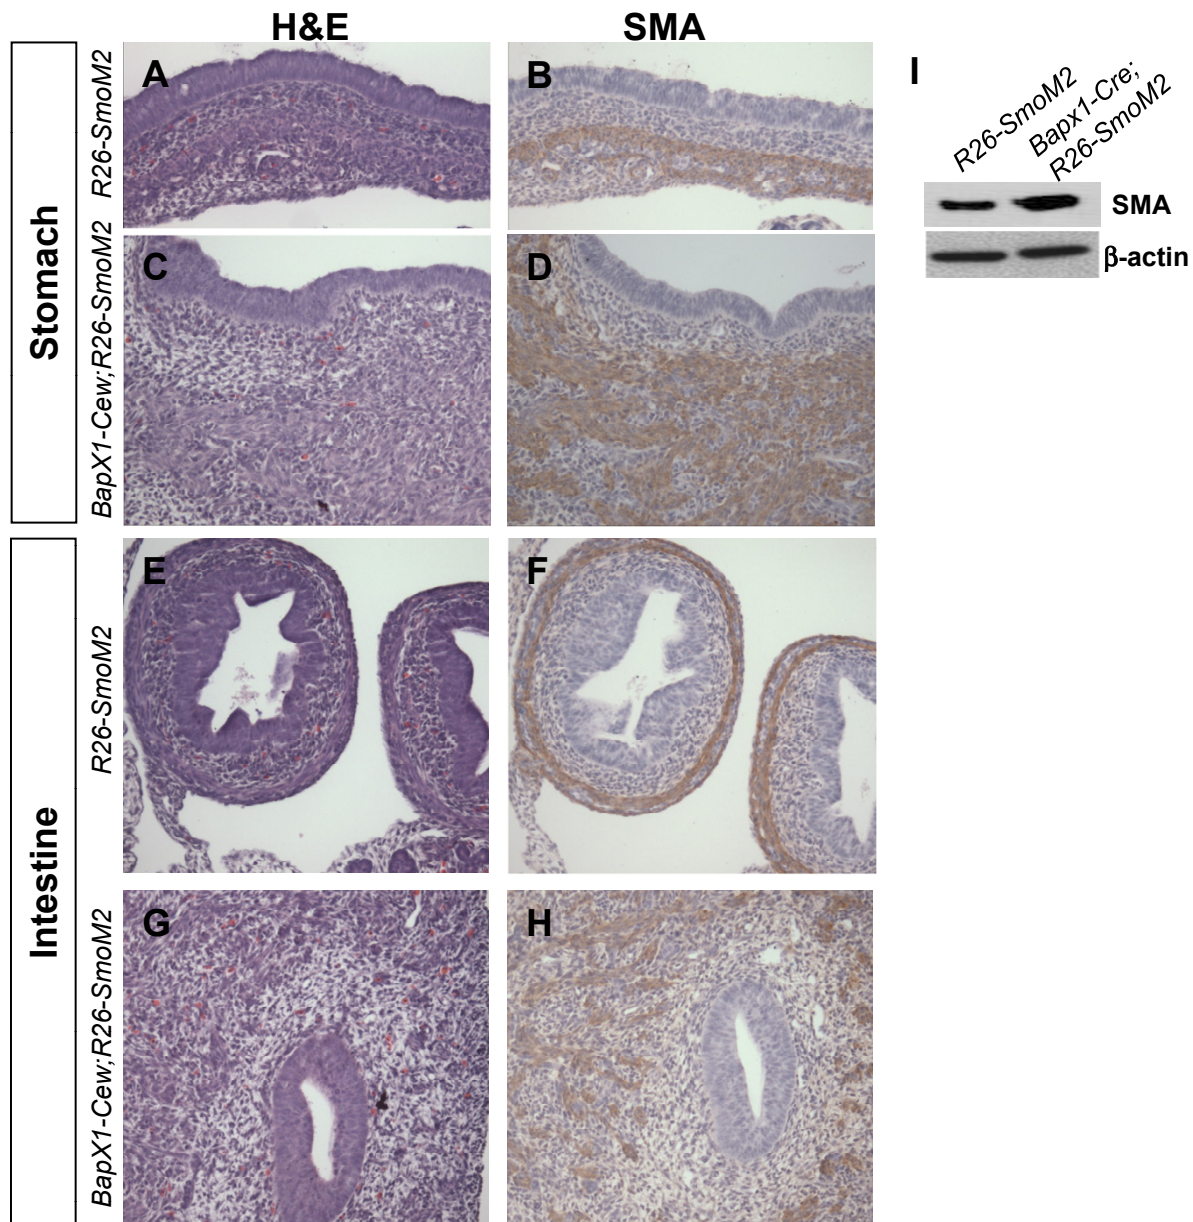 H&E
SMA
Stomach
R26-SmoM2
BapX1-Cew;R26-SmoM2
A
B
C
D
Intestine
R26-SmoM2
BapX1-Cew;R26-SmoM2
E
F
G
H
I
R26-SmoM2
Bapx1-Cre;
R26-SmoM2
SMA
β-actin